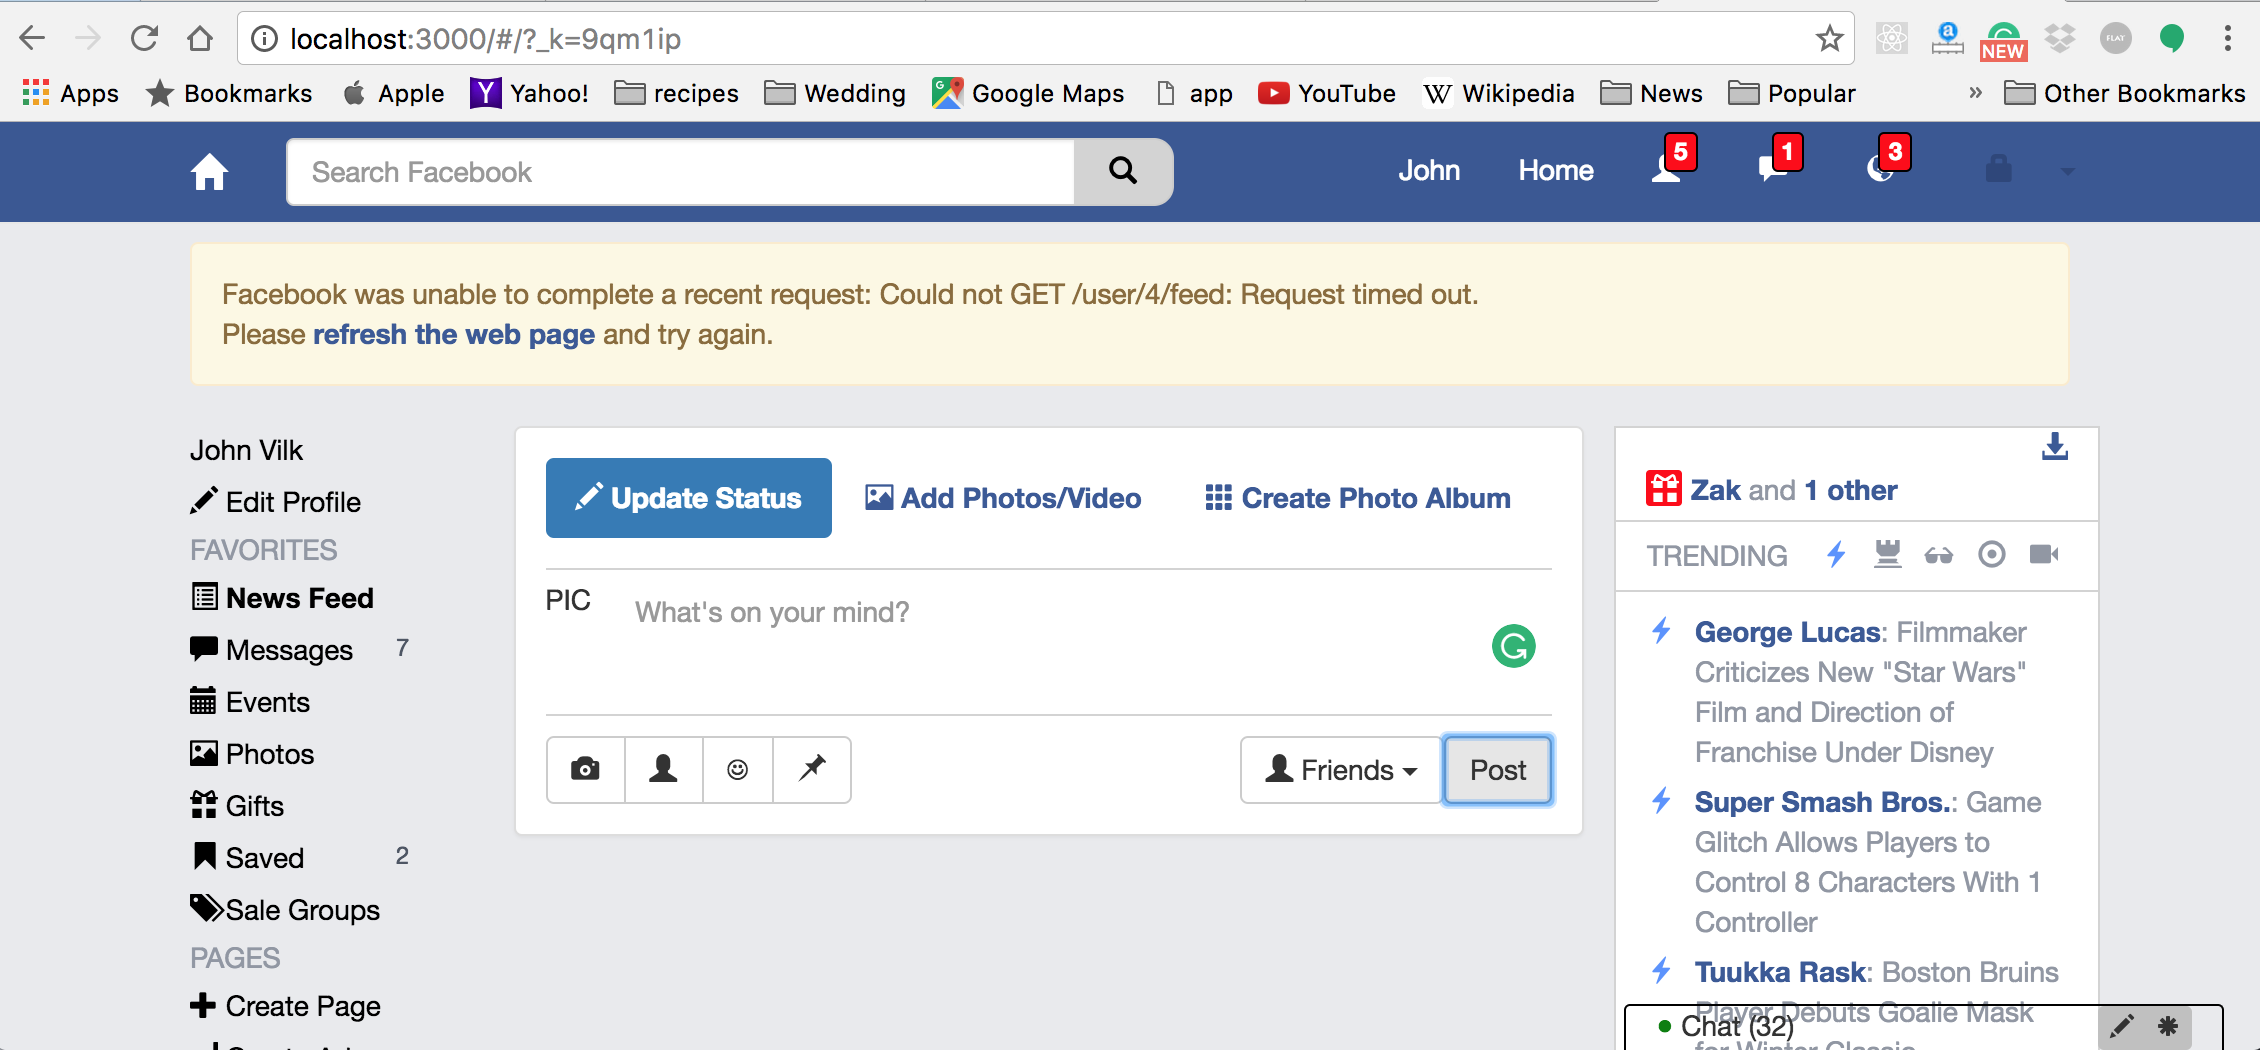 localhost:3000/#/?_k=9qm1ip
NEW
FLAT
Apps Bookmarks Apple Yahoo! recipes Wedding Google Maps app YouTube Wikipedia News Popular » Other Bookmarks
Search Facebook
John Home 5 1 3
Facebook was unable to complete a recent request: Could not GET /user/4/feed: Request timed out.
Please refresh the web page and try again.
John Vilk
Edit Profile
FAVORITES
News Feed
Messages 7
Events
Photos
Gifts
Saved 2
Sale Groups
PAGES
Create Page
Update Status Add Photos/Video Create Photo Album
PIC What's on your mind?
Friends Post
Zak and 1 other
TRENDING
George Lucas: Filmmaker
Criticizes New "Star Wars"
Film and Direction of
Franchise Under Disney
Super Smash Bros.: Game
Glitch Allows Players to
Control 8 Characters With 1
Controller
Tuukka Rask: Boston Bruins
Player Debuts Goalie Mask
for Winter Classic
Chat (32)